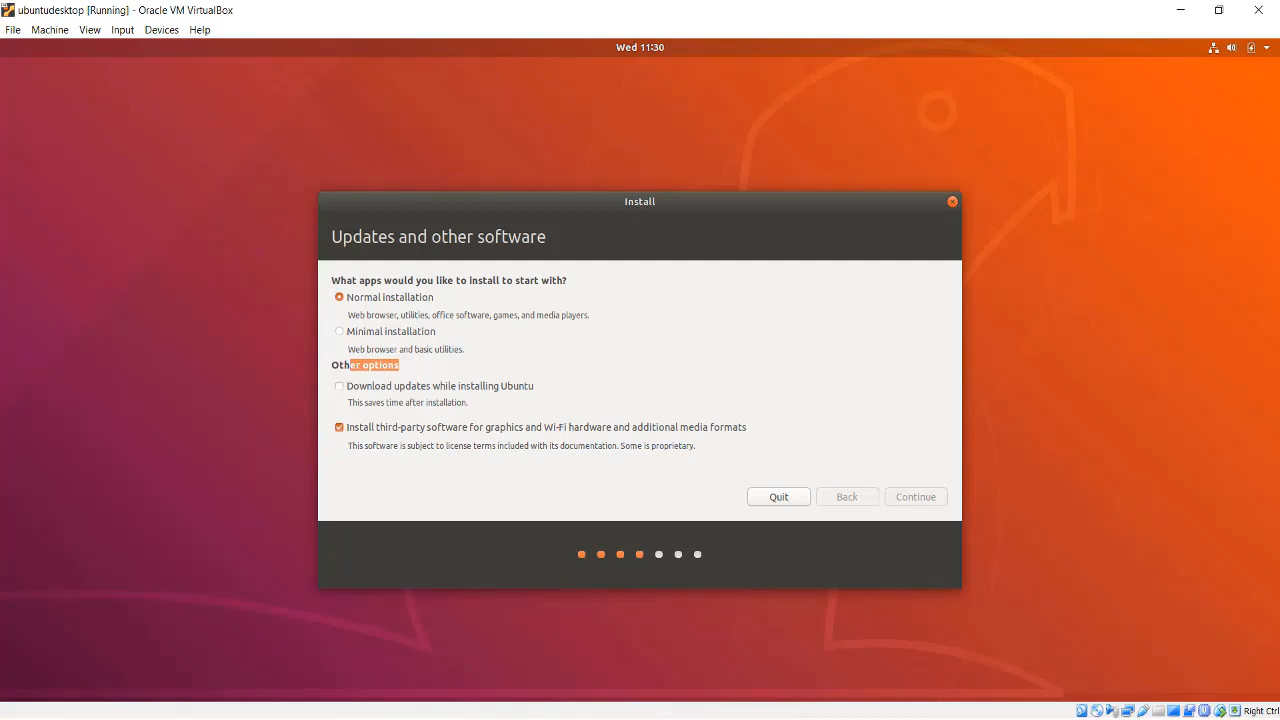 ubuntudesktop [Running] - Oracle VM VirtualBox
File Machine View Input Devices Help
Wed 11:30
Install
Updates and other software
What apps would you like to install to start with?
Normal installation
Web browser, utilities, office software, games, and media players.
Minimal installation
Web browser and basic utilities.
Other options
Download updates while installing Ubuntu
This saves time after installation.
Install third-party software for graphics and Wi-Fi hardware and additional media formats
This software is subject to license terms included with its documentation. Some is proprietary.
Quit Back Continue
Right Ctrl